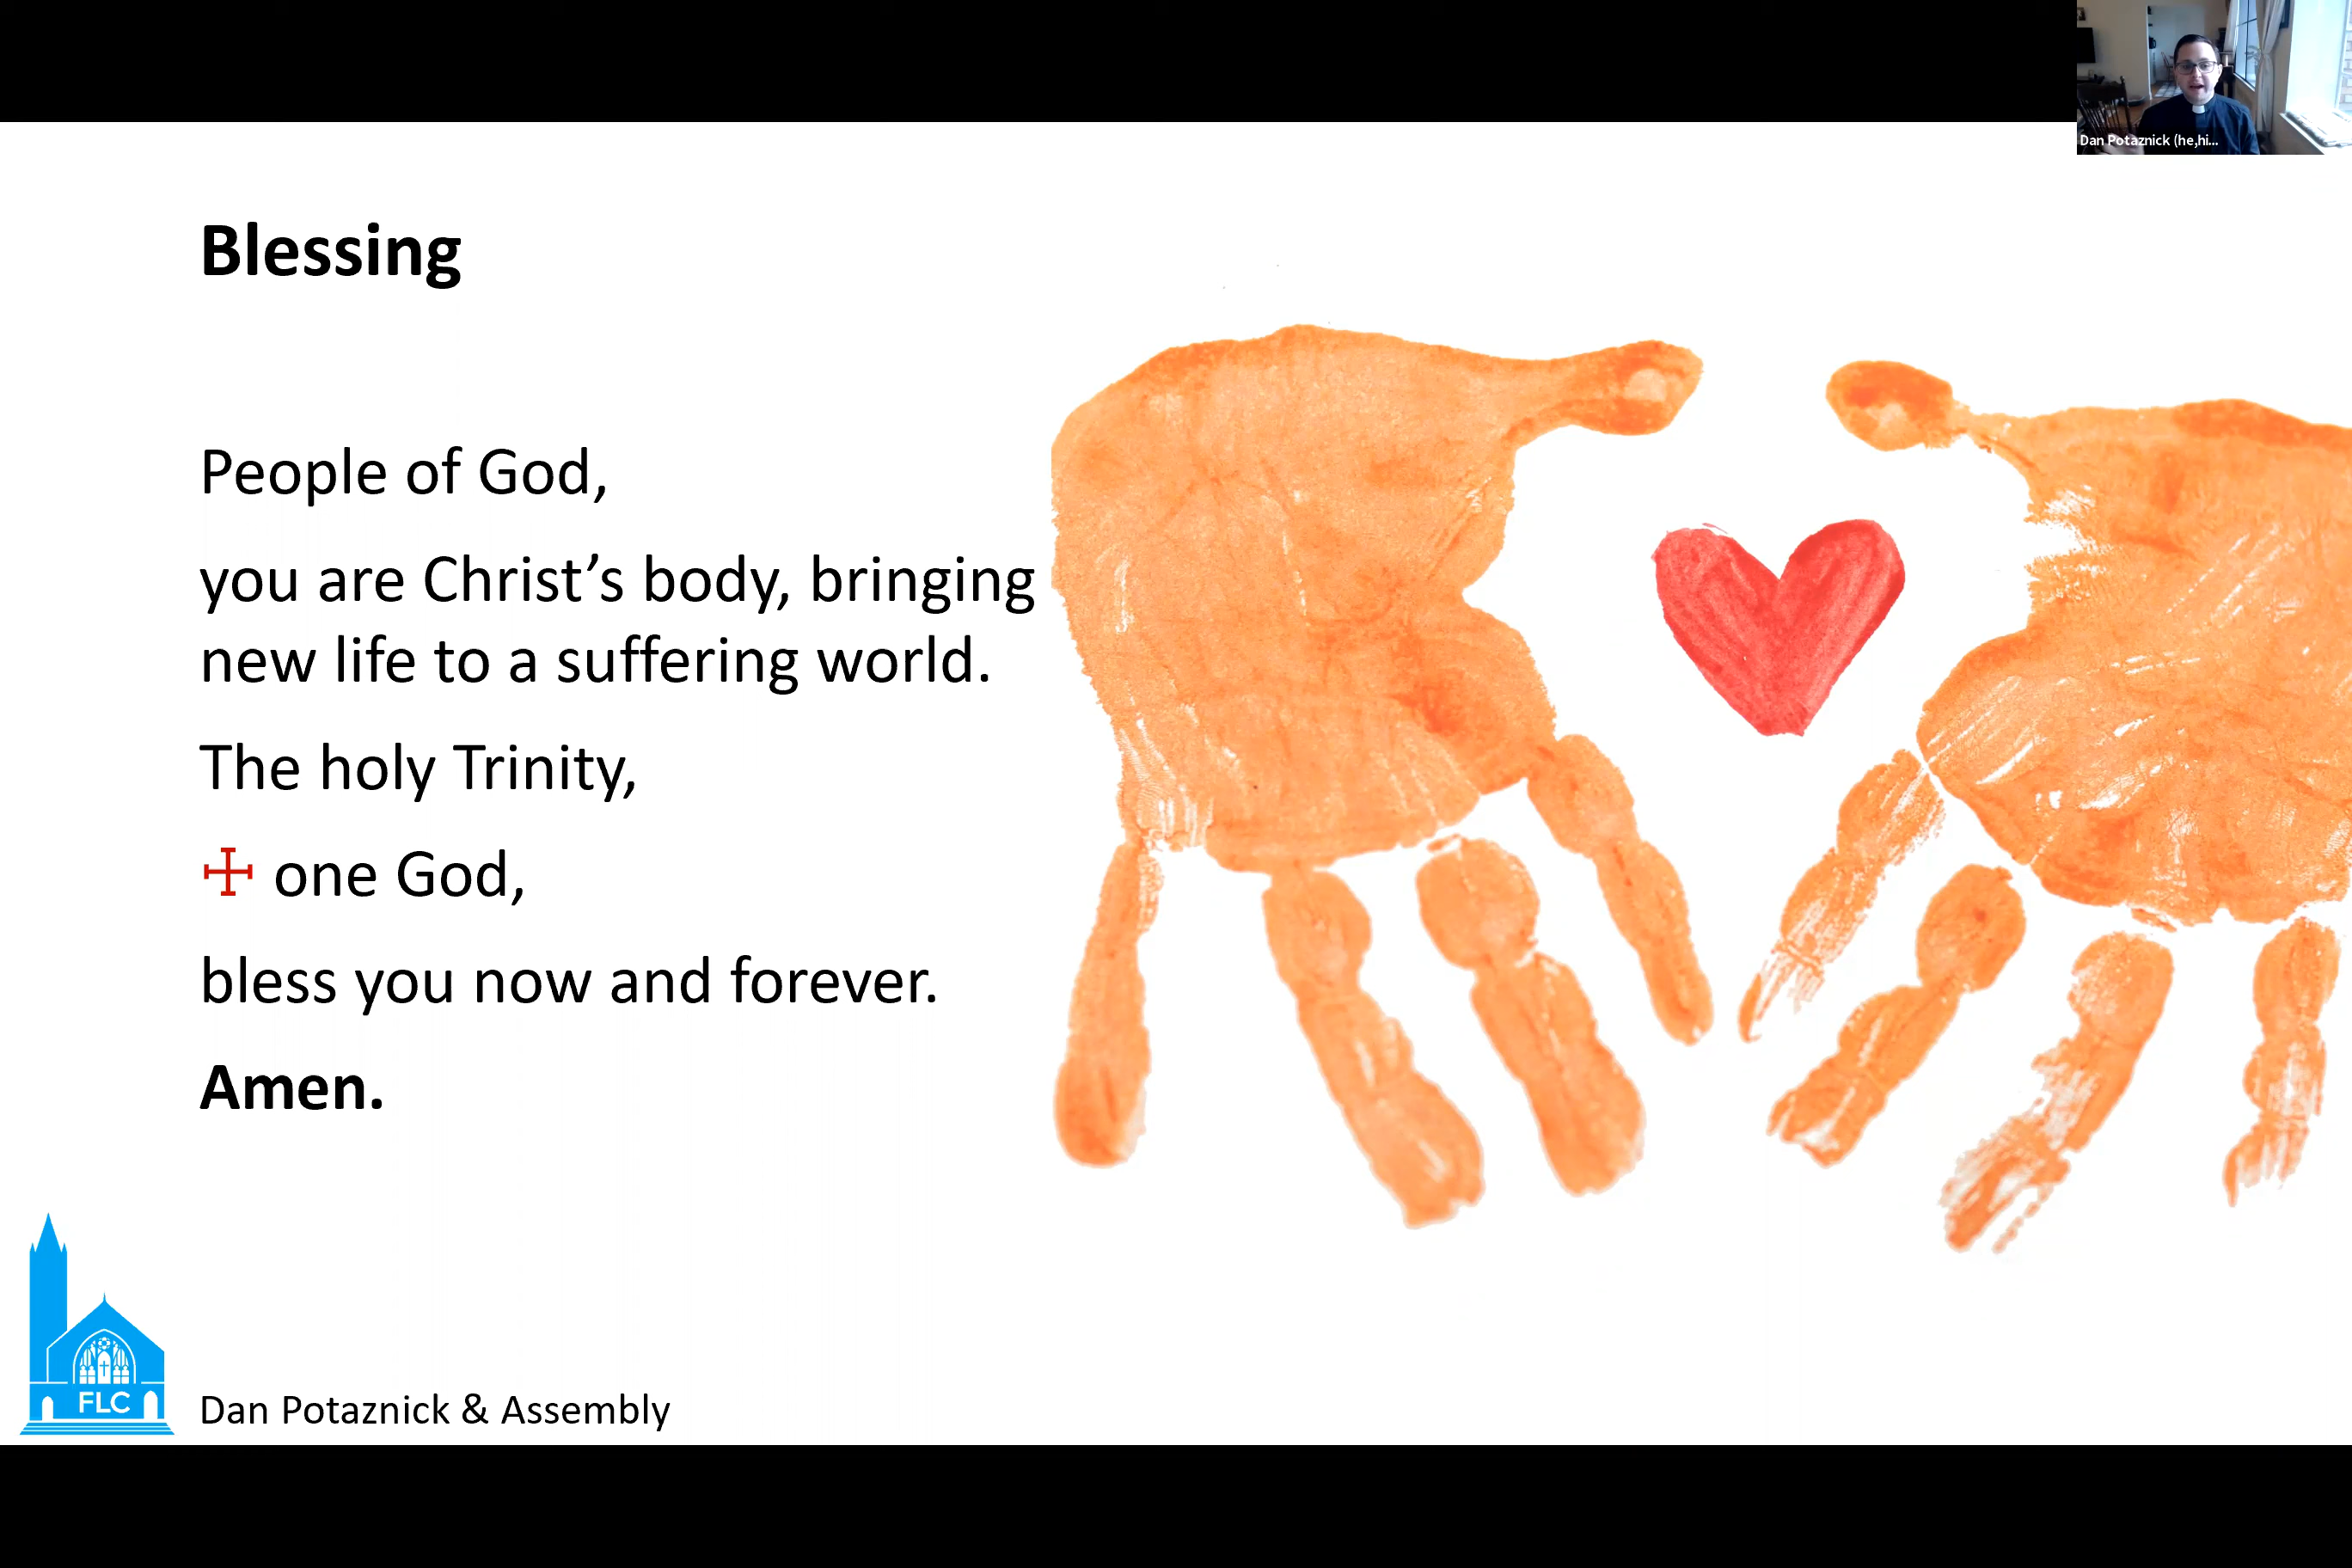 Dan Potaznick (he,hi...
Blessing
People of God,
you are Christ’s body, bringing
new life to a suffering world.
The holy Trinity,
☩ one God,
bless you now and forever.
Amen.
FLC
Dan Potaznick & Assembly